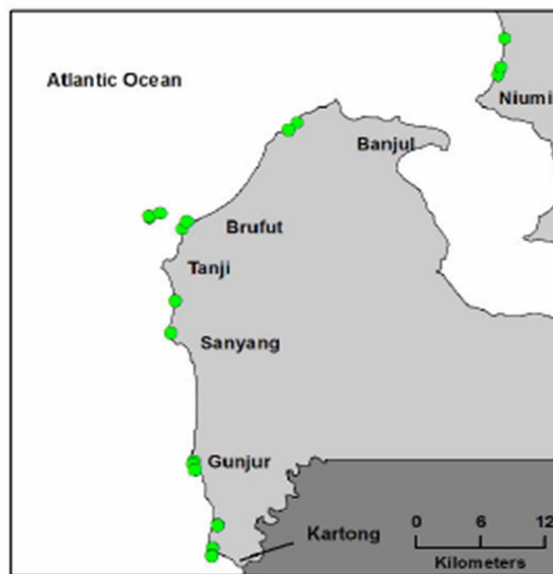 Atlantic Ocean
Niumi
Banjul
Brufut
Tanji
Sanyang
Gunjur
Kartong
0 6 12
Kilometers